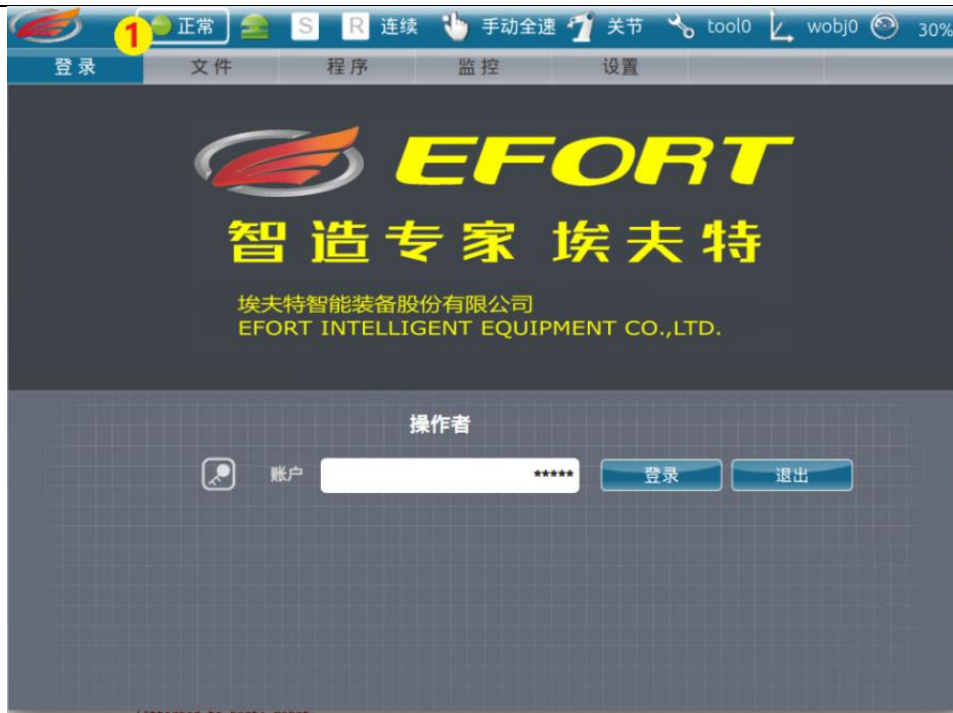 1 正常 S R 连续 手动全速 关节 tool0 wobj0 30%
登录 文件 程序 监控 设置
EFORT
智造专家 埃夫特
埃夫特智能装备股份有限公司
EFORT INTELLIGENT EQUIPMENT CO.,LTD.
操作者
账户 ***** 登录 退出